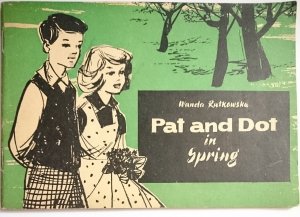 Wanda Rutkowska
Pat and Dot
in
Spring